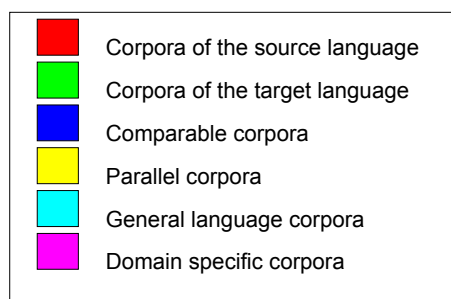 Corpora of the source language
Corpora of the target language
Comparable corpora
Parallel corpora
General language corpora
Domain specific corpora